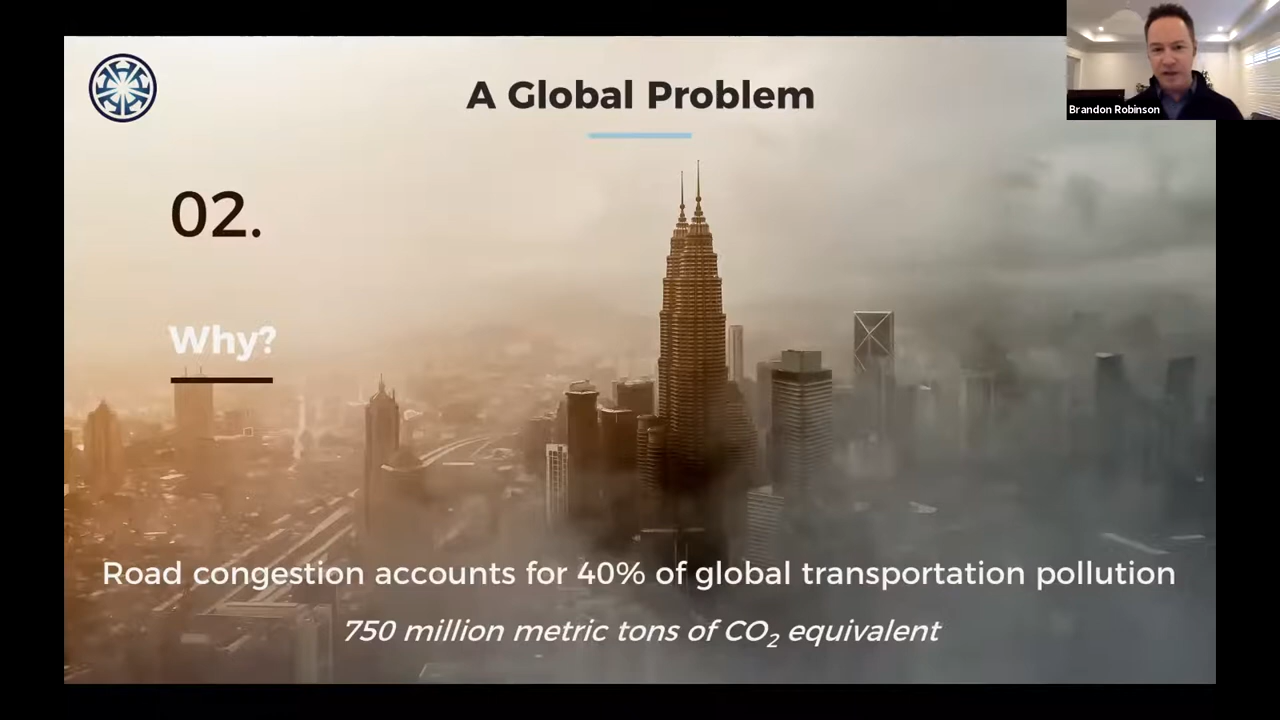 A Global Problem
Brandon Robinson
02.
Why?
Road congestion accounts for 40% of global transportation pollution
750 million metric tons of CO₂ equivalent